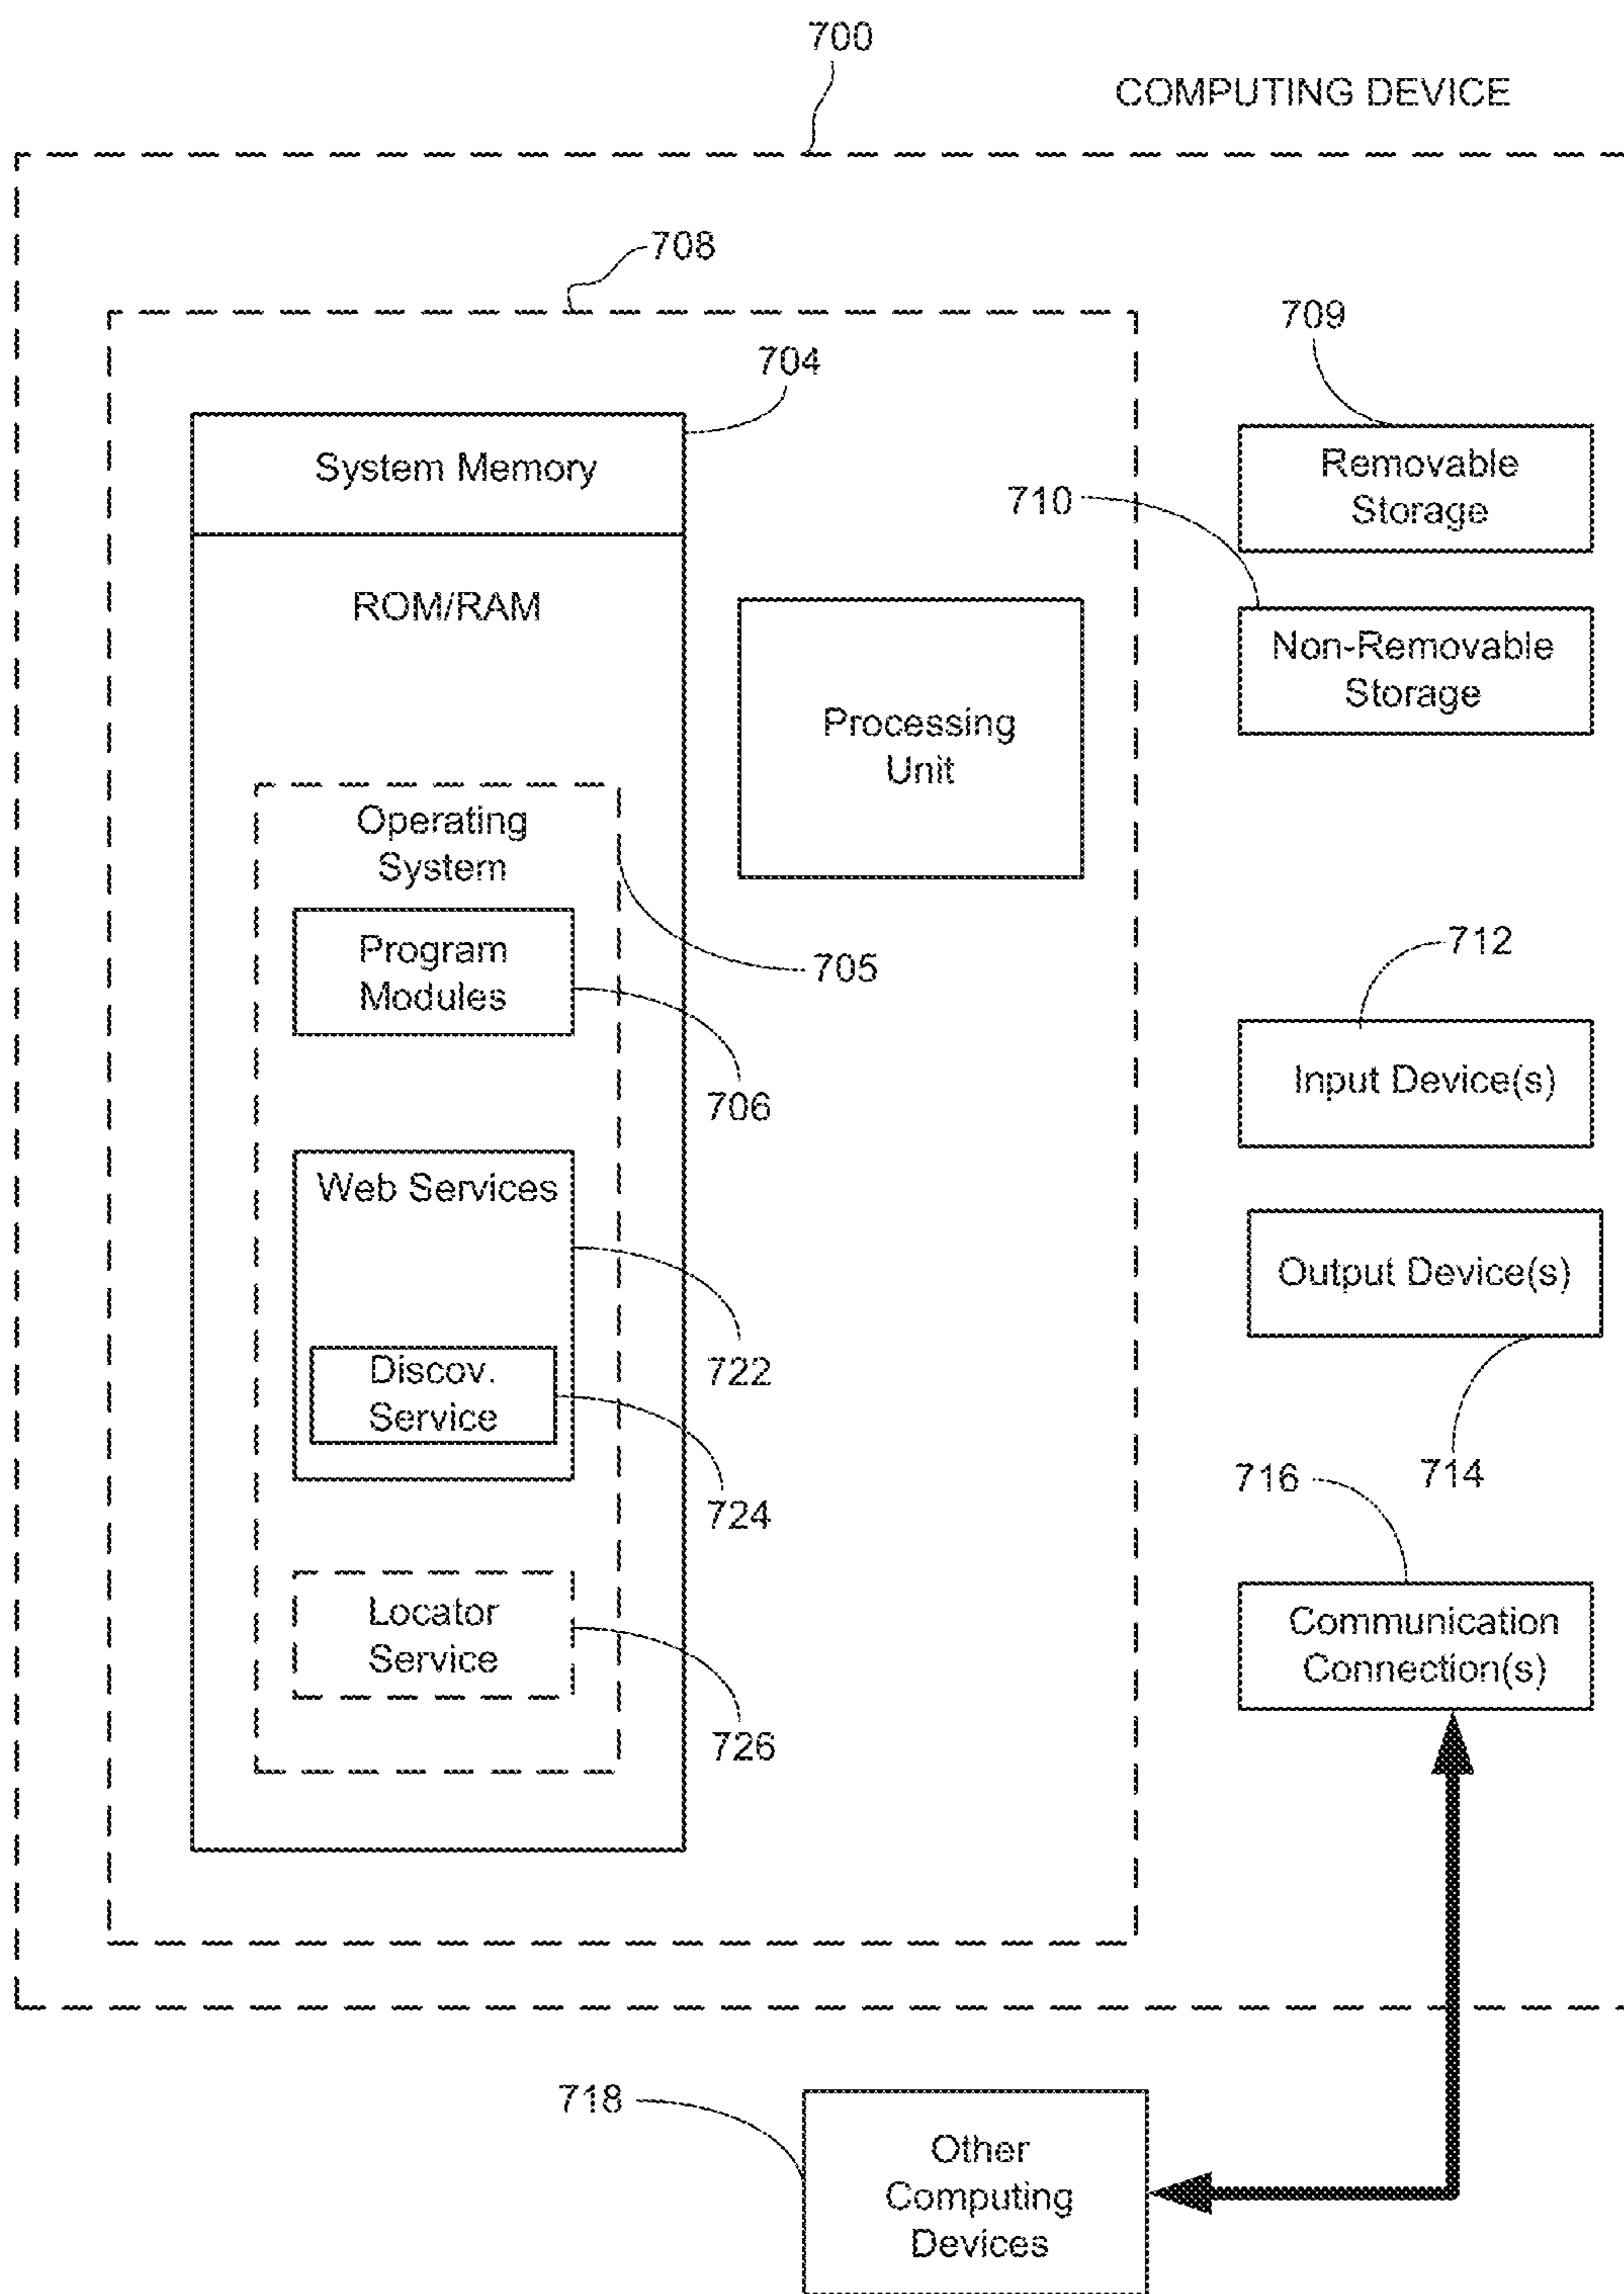 700
COMPUTING DEVICE
708
709
704
System Memory
Removable
Storage
710
ROM/RAM
Non-Removable
Storage
Processing
Unit
Operating
System
Program
Modules
705
712
706
Input Device(s)
Web Services
Output Device(s)
722
Discov.
Service
724
716
714
Locator
Service
Communication
Connection(s)
726
718
Other
Computing
Devices